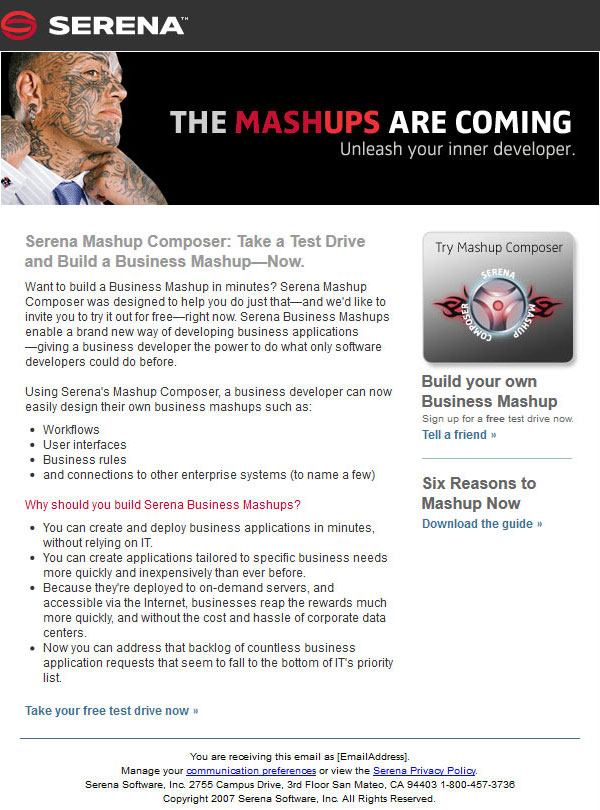 SERENA™
THE MASHUPS ARE COMING
Unleash your inner developer.
Serena Mashup Composer: Take a Test Drive
and Build a Business Mashup—Now.
Want to build a Business Mashup in minutes? Serena Mashup
Composer was designed to help you do just that—and we'd like to
invite you to try it out for free—right now. Serena Business Mashups
enable a brand new way of developing business applications
—giving a business developer the power to do what only software
developers could do before.
Using Serena's Mashup Composer, a business developer can now
easily design their own business mashups such as:
• Workflows
• User interfaces
• Business rules
• and connections to other enterprise systems (to name a few)
Why should you build Serena Business Mashups?
• You can create and deploy business applications in minutes,
without relying on IT.
• You can create applications tailored to specific business needs
more quickly and inexpensively than ever before.
• Because they're deployed to on-demand servers, and
accessible via the Internet, businesses reap the rewards much
more quickly, and without the cost and hassle of corporate data
centers.
• Now you can address that backlog of countless business
application requests that seem to fall to the bottom of IT's priority
list.
Take your free test drive now »
Try Mashup Composer
SERENA
MASHUP
COMPOSER
Build your own
Business Mashup
Sign up for a free test drive now.
Tell a friend »
Six Reasons to
Mashup Now
Download the guide »
You are receiving this email as [EmailAddress].
Manage your communication preferences or view the Serena Privacy Policy.
Serena Software, Inc. 2755 Campus Drive, 3rd Floor San Mateo, CA 94403 1-800-457-3736
Copyright 2007 Serena Software, Inc. All Rights Reserved.